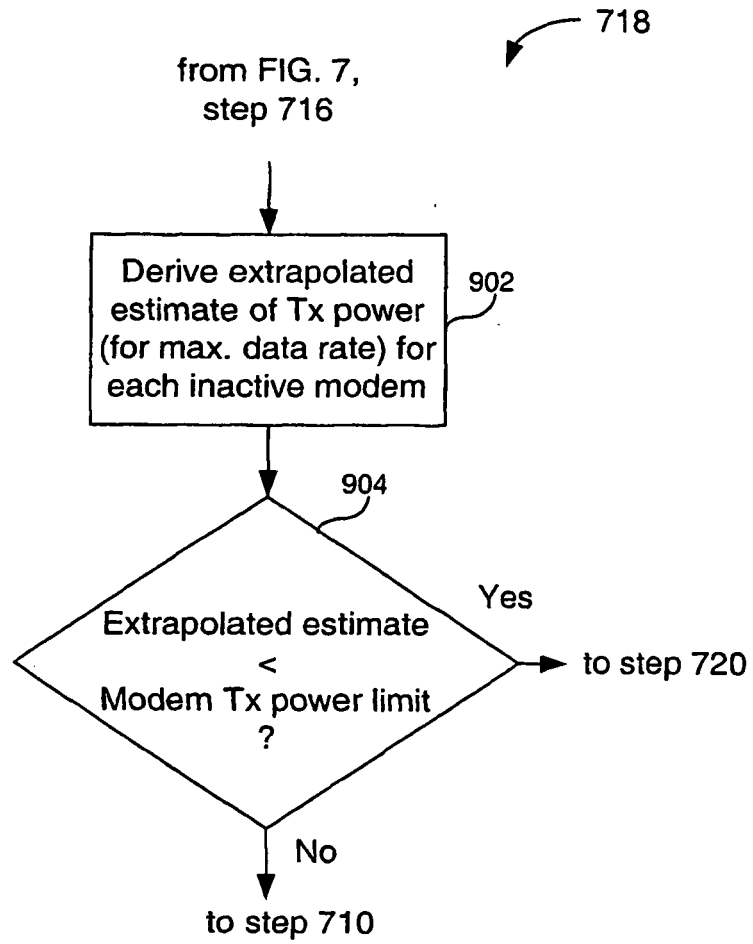 718
from FIG. 7,
step 716
Derive extrapolated
estimate of Tx power
(for max. data rate) for
each inactive modem
902
904
Extrapolated estimate
<
Modem Tx power limit
?
Yes
to step 720
No
to step 710